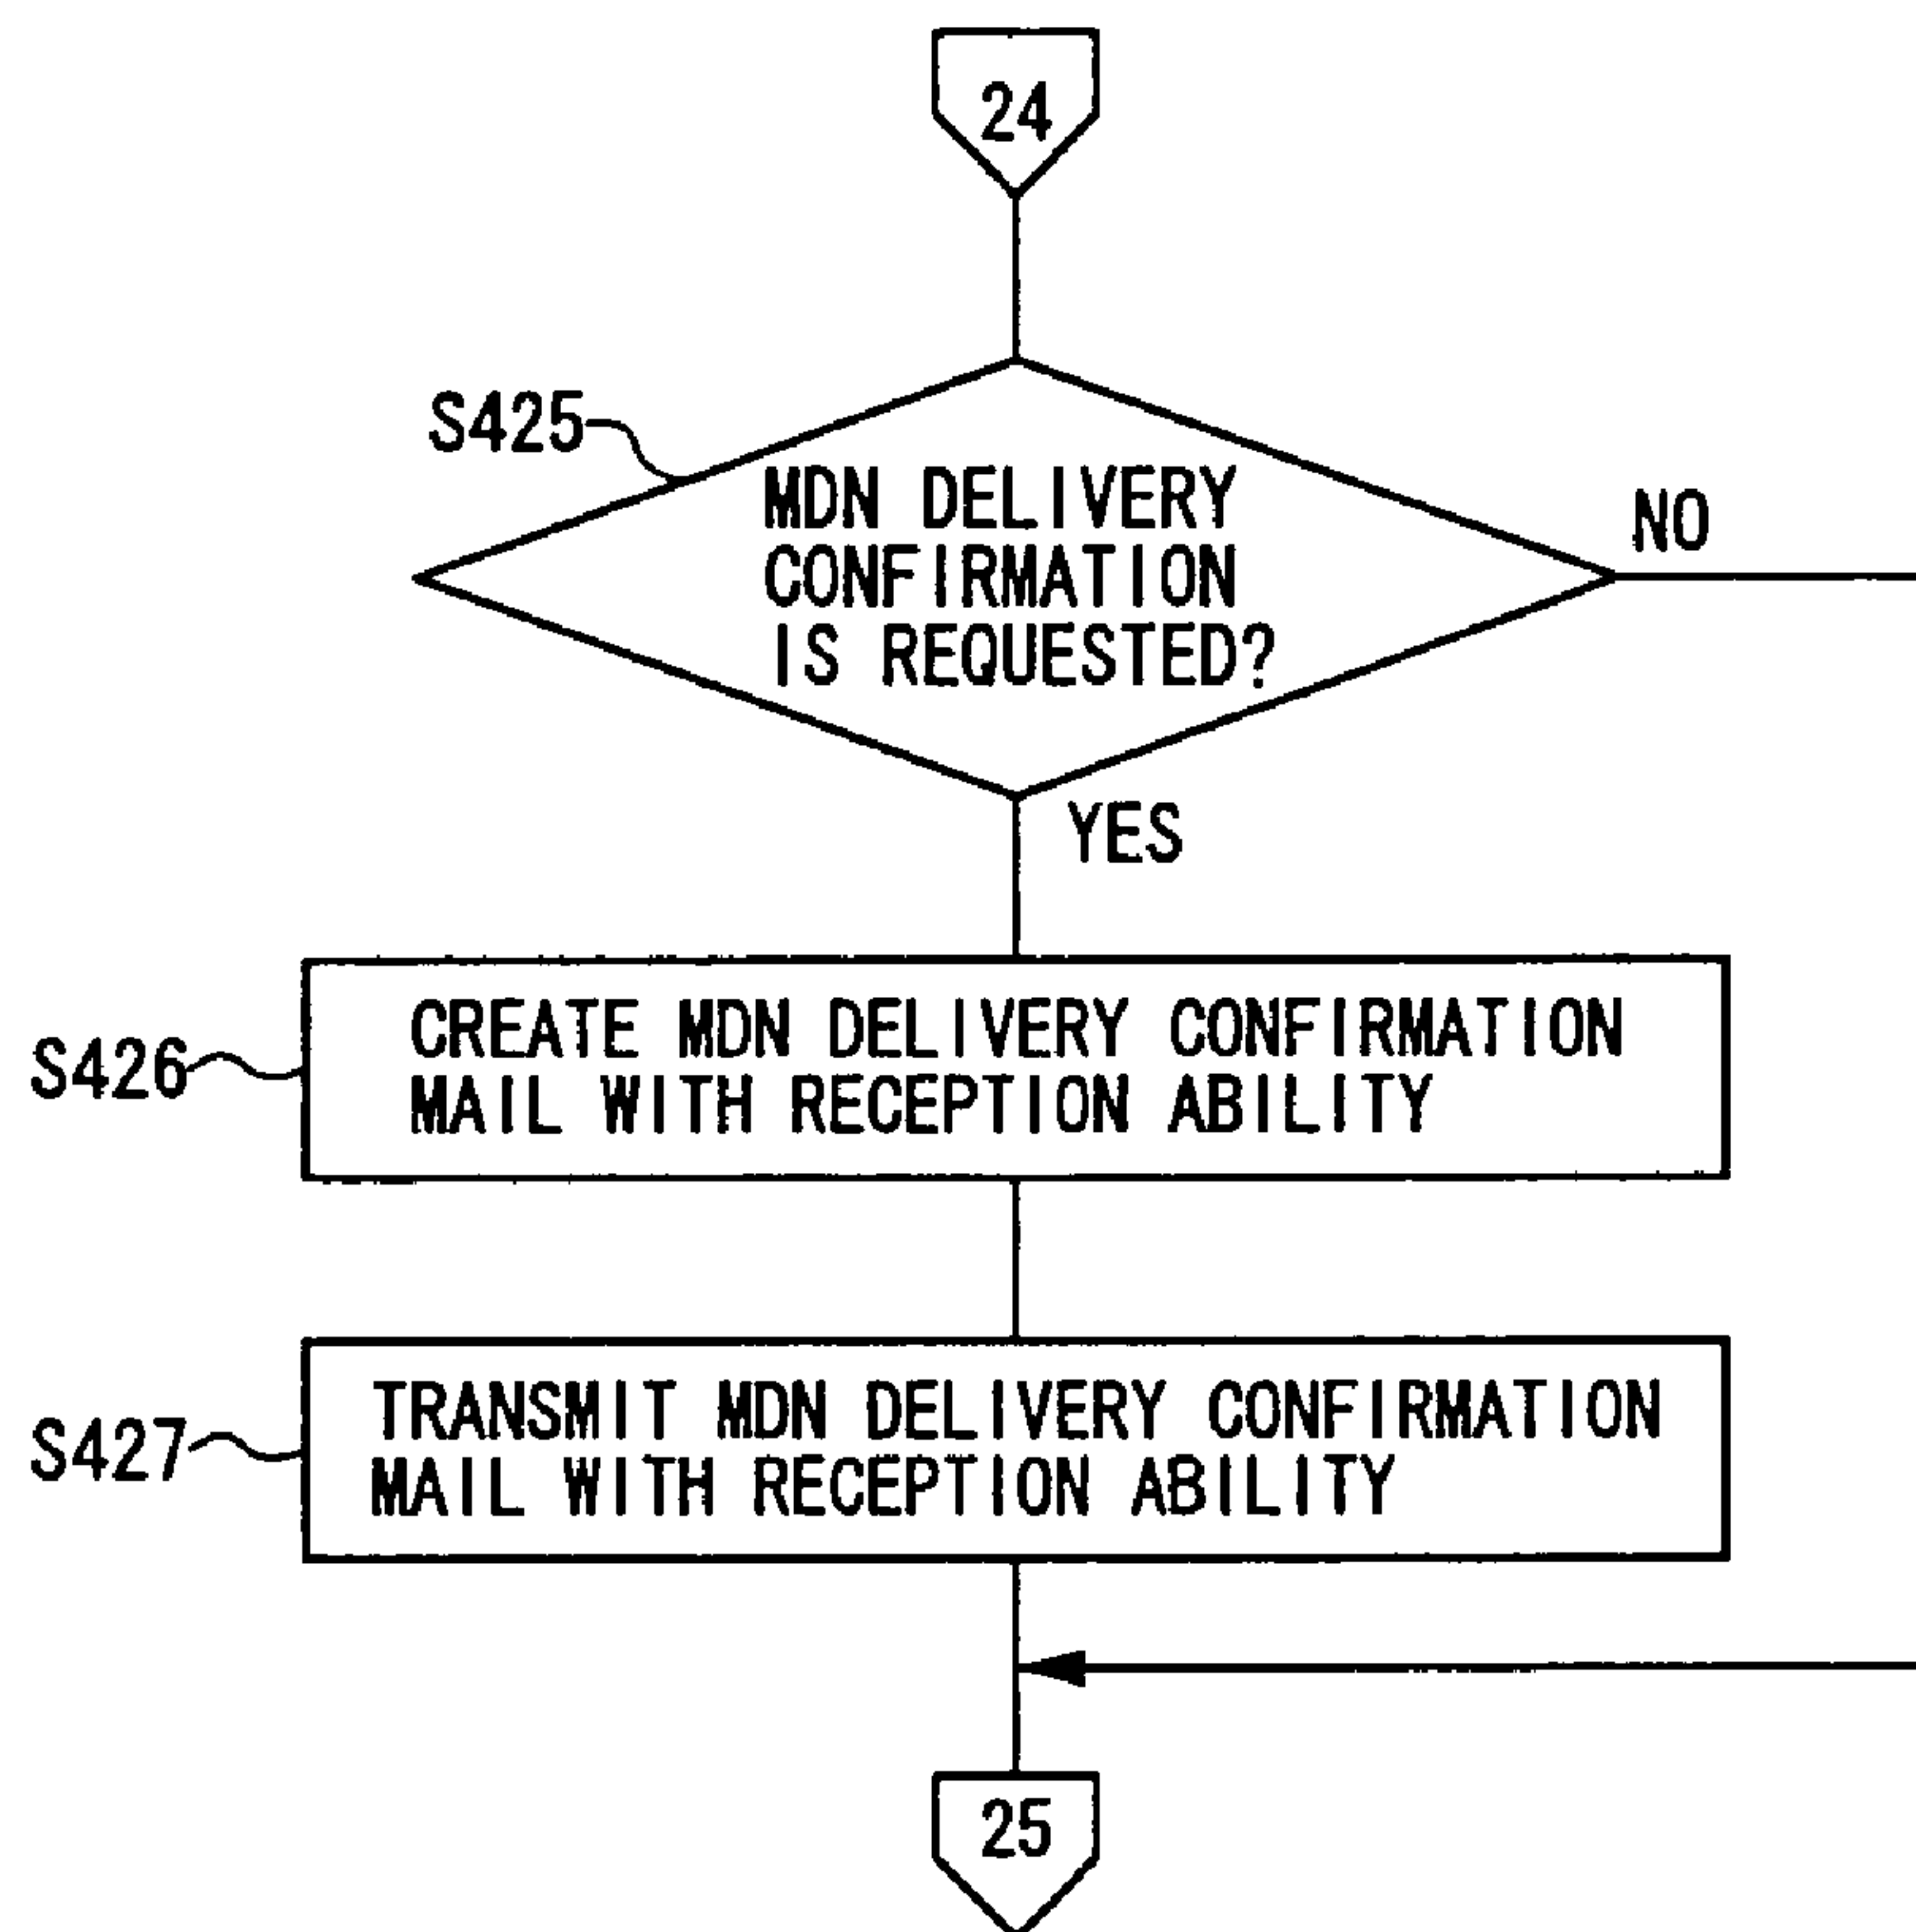 24
S425
MDN DELIVERY
CONFIRMATION
IS REQUESTED?
NO
YES
S426
CREATE MDN DELIVERY CONFIRMATION
MAIL WITH RECEPTION ABILITY
S427
TRANSMIT MDN DELIVERY CONFIRMATION
MAIL WITH RECEPTION ABILITY
25